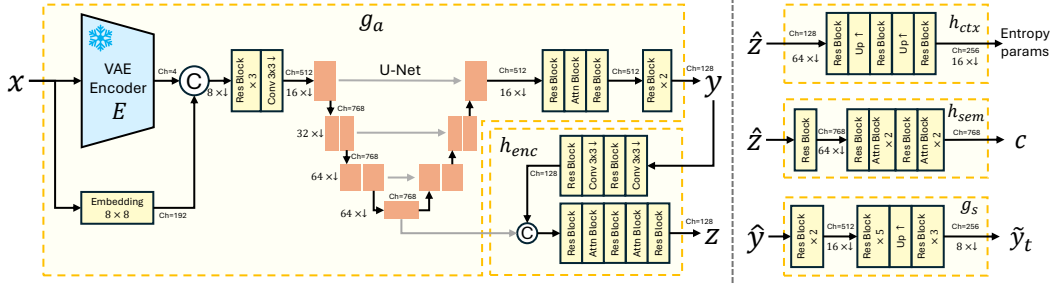 g_a
x
VAE
Encoder
E
Embedding
8 × 8
Ch=4
Ch=192
C
8 ×↓
Res Block
× 3
Conv 3x3↓
Ch=512
16 ×↓
U-Net
Ch=768
32 ×↓
Ch=768
64 ×↓
Ch=768
64 ×↓
Ch=512
16 ×↓
Res Block
Attn Block
Res Block
Ch=512
Res Block
× 2
Ch=128
y
h_enc
Res Block
Conv 3x3↓
Res Block
Conv 3x3↓
Ch=128
C
Res Block
Attn Block
Res Block
Attn Block
Res Block
Ch=128
z
ẑ
Ch=128
64 ×↓
Res Block
Up ↑
Res Block
Up ↑
Res Block
h_ctx
Ch=256
16 ×↓
Entropy
params
ẑ
Res Block
Ch=768
64 ×↓
Res Block
Attn Block
× 2
Res Block
Attn Block
× 2
h_sem
Ch=768
c
ŷ
Res Block
× 2
Ch=512
16 ×↓
Res Block
× 5
Up ↑
Res Block
× 3
g_s
Ch=256
8 ×↓
ỹ_t